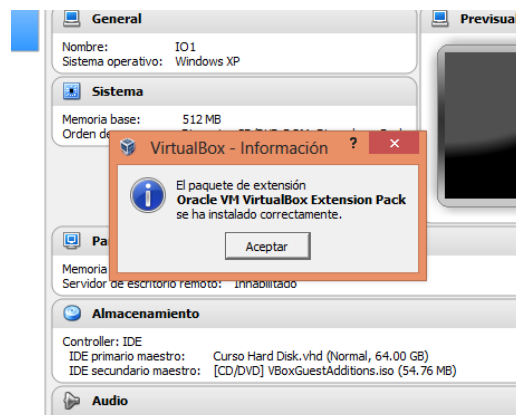 General
Previsual
Nombre: IO1
Sistema operativo: Windows XP
Sistema
Memoria base: 512 MB
Orden de
VirtualBox - Información ? ×
El paquete de extensión
Oracle VM VirtualBox Extension Pack
se ha instalado correctamente.
Aceptar
Pa
Memoria
Servidor de escritorio remoto: Inhabilitado
Almacenamiento
Controller: IDE
IDE primario maestro: Curso Hard Disk.vhd (Normal, 64.00 GB)
IDE secundario maestro: [CD/DVD] VBoxGuestAdditions.iso (54.76 MB)
Audio